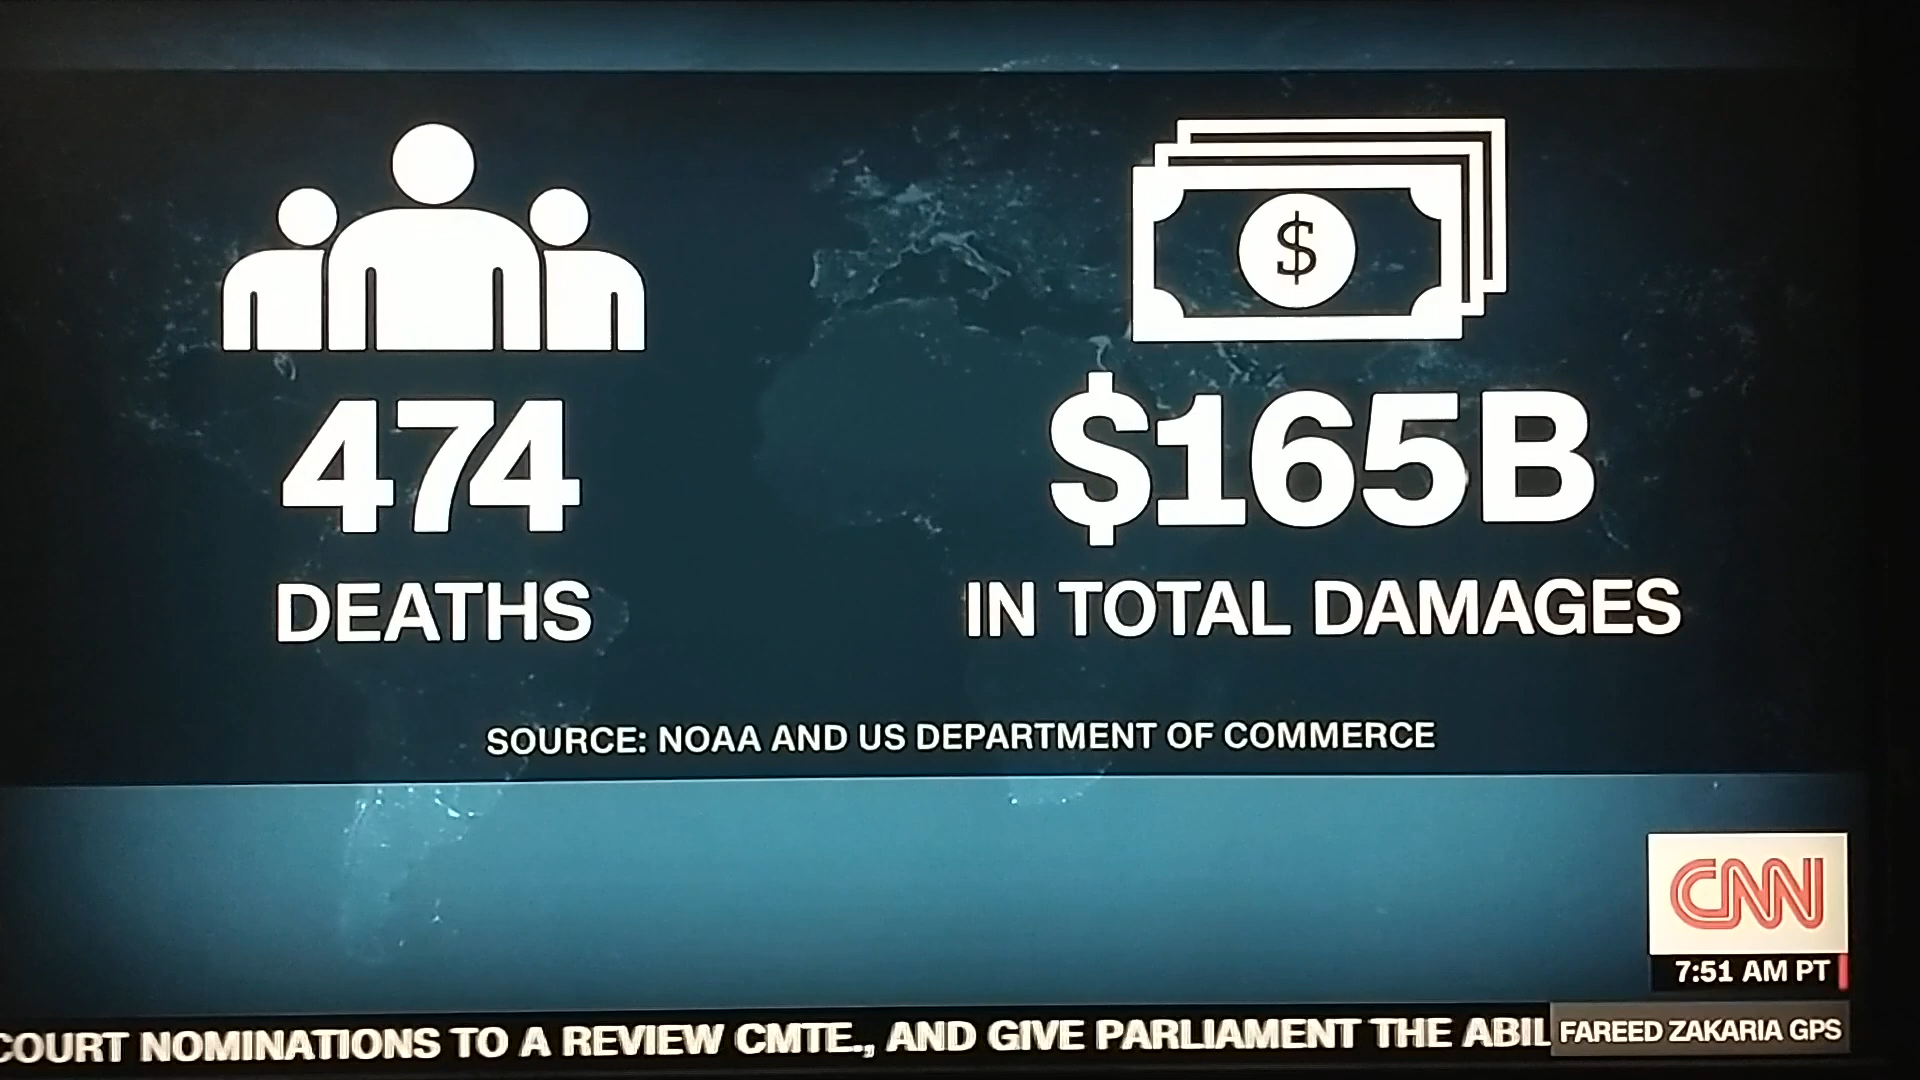 $
474
DEATHS
$165B
IN TOTAL DAMAGES
SOURCE: NOAA AND US DEPARTMENT OF COMMERCE
CNN
7:51 AM PT
COURT NOMINATIONS TO A REVIEW CMTE., AND GIVE PARLIAMENT THE ABIL
FAREED ZAKARIA GPS